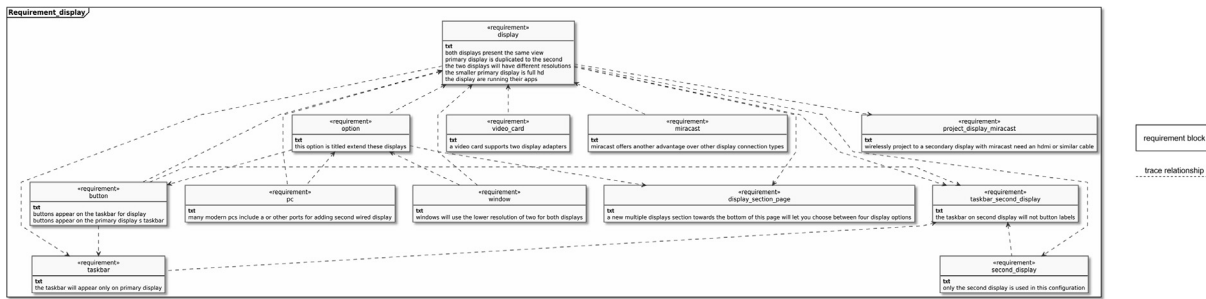 Requirement_display
«requirement»
display
txt
both displays present the same view
primary display is duplicated to the second
the two displays will have different resolutions
the smaller primary display is full hd
the display are running their apps
«requirement»
option
txt
this option is titled extend these displays
«requirement»
video_card
txt
a video card supports two display adapters
«requirement»
miracast
txt
miracast offers another advantage over other display connection types
«requirement»
project_display_miracast
txt
wirelessly project to a secondary display with miracast need an hdmi or similar cable
requirement block
trace relationship
«requirement»
button
txt
buttons appear on the taskbar for display
buttons appear on the primary display s taskbar
«requirement»
pc
txt
many modern pcs include a or other ports for adding second wired display
«requirement»
window
txt
windows will use the lower resolution of two for both displays
«requirement»
display_section_page
txt
a new multiple displays section towards the bottom of this page will let you choose between four display options
«requirement»
taskbar_second_display
txt
the taskbar on second display will not button labels
«requirement»
taskbar
txt
the taskbar will appear only on primary display
«requirement»
second_display
txt
only the second display is used in this configuration